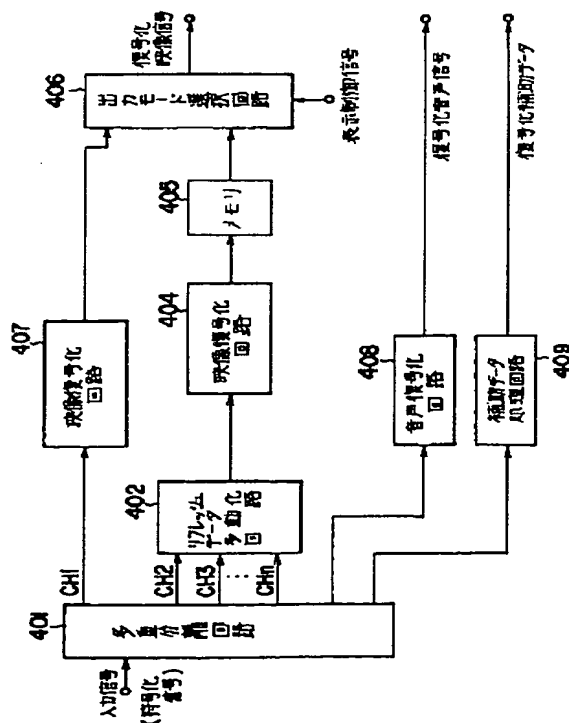 入力信号
(符号化
信号)
401
多重分離回路
CH1
CH2
CH3
……
CHn
402
リフレッシュ
データ
多動化
回路
407
映像復号化
回路
404
映像復号化
回路
405
メモリ
406
出力モード選択回路
復号化
映像信号
表示制御信号
408
音声復号化
回路
復号化音声信号
409
補助データ
処理回路
復号化補助データ